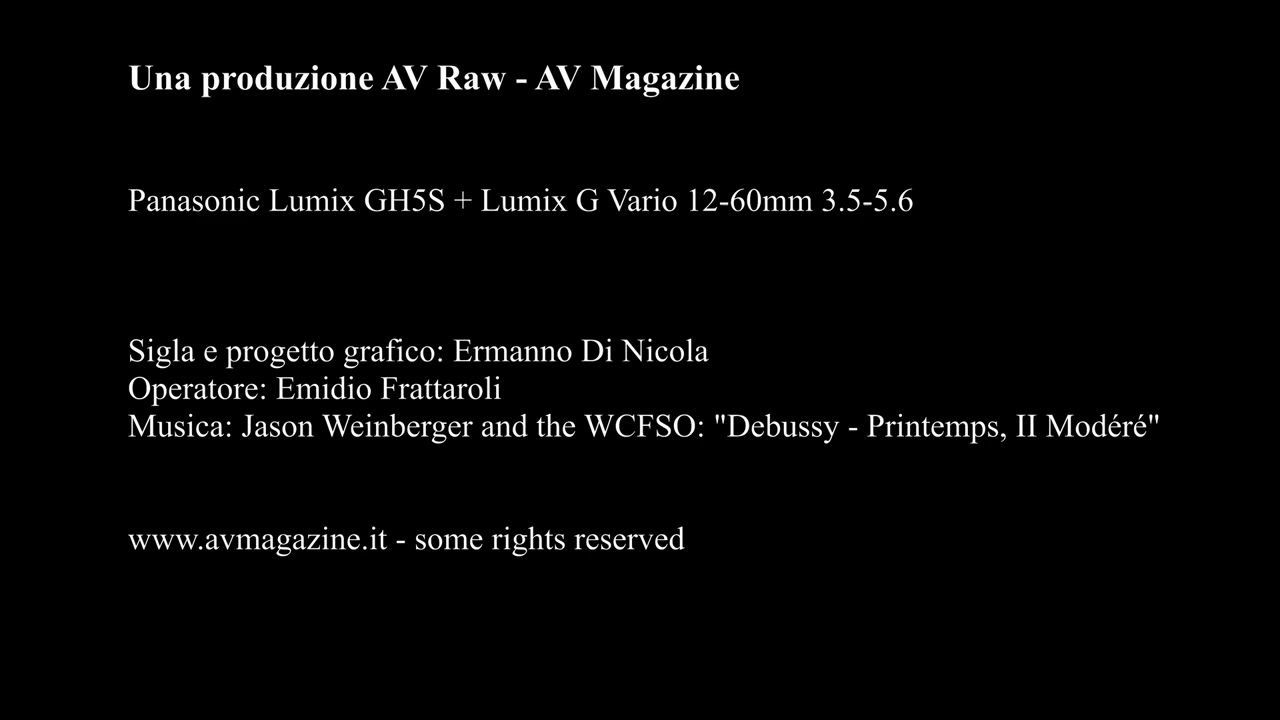 Una produzione AV Raw - AV Magazine
Panasonic Lumix GH5S + Lumix G Vario 12-60mm 3.5-5.6
Sigla e progetto grafico: Ermanno Di Nicola
Operatore: Emidio Frattaroli
Musica: Jason Weinberger and the WCFSO: "Debussy - Printemps, II Modéré"
www.avmagazine.it - some rights reserved